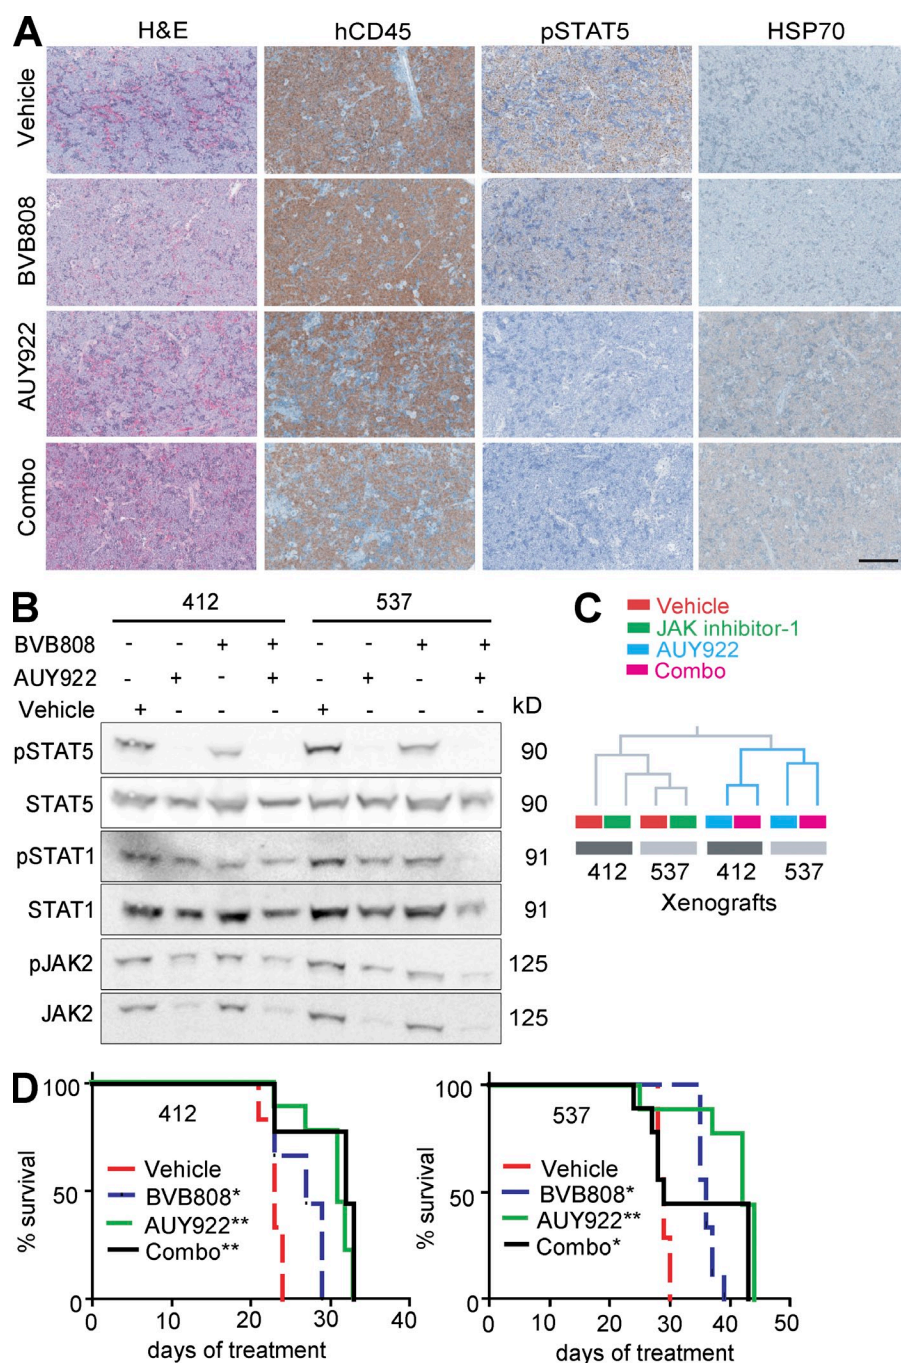 A
H&E hCD45 pSTAT5 HSP70
Vehicle
BVB808
AUY922
Combo
B
412 537
BVB808 - - + + - - + +
AUY922 - + - + - + - +
Vehicle + - - - + - - - kD
pSTAT5 90
STAT5 90
pSTAT1 91
STAT1 91
pJAK2 125
JAK2 125
C
Vehicle
JAK inhibitor-1
AUY922
Combo
412 537 412 537
Xenografts
D
% survival
100
50
0
412
Vehicle
BVB808*
AUY922**
Combo**
0 10 20 30 40
days of treatment
% survival
100
50
0
537
Vehicle
BVB808*
AUY922**
Combo*
0 10 20 30 40 50
days of treatment